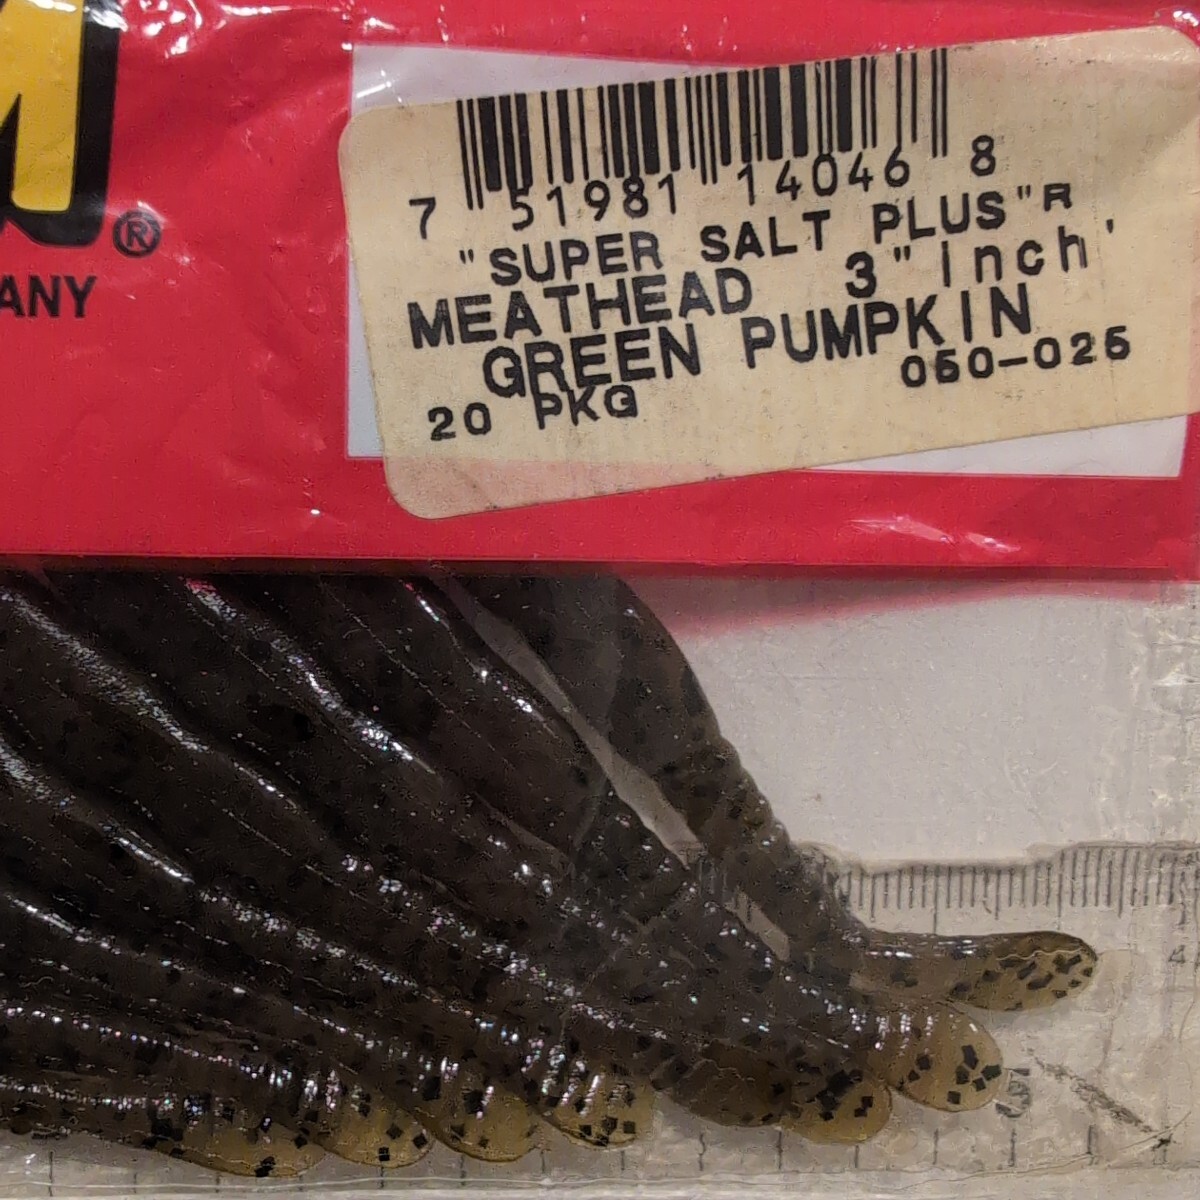 ®
ANY
7 51981 14046 8
"SUPER SALT PLUS"R
MEATHEAD 3"Inch'
GREEN PUMPKIN
20 PKG 050-025